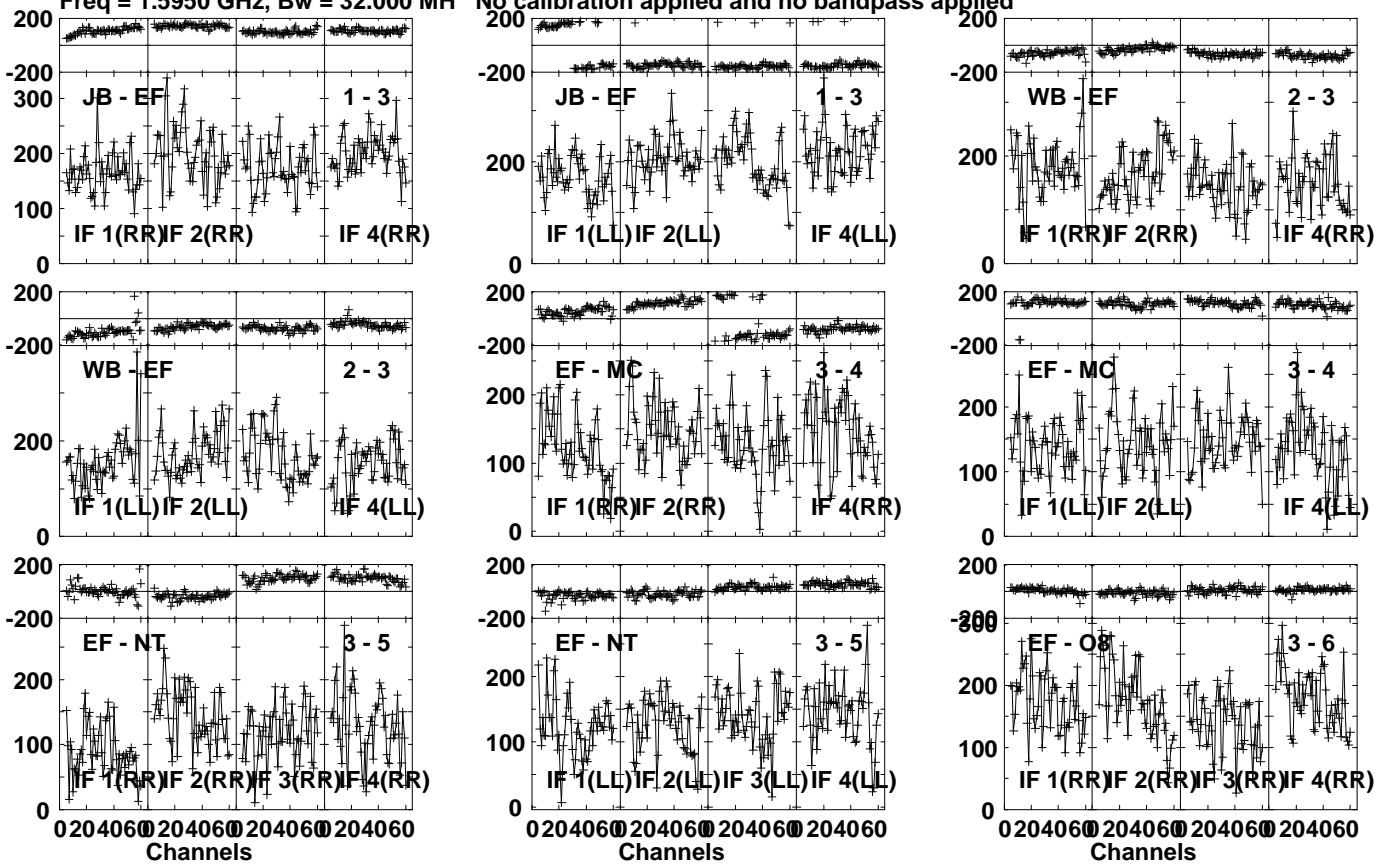 Freq = 1.5950 GHz, Bw = 32.000 MH No calibration applied and no bandpass applied
-200 -200 200 -200
300 JB - EF 1 - 3 JB - EF 1 - 3 WB - EF 2 - 3
200 200 200
100 100
IF 1(RR) IF 2(RR) IF 4(RR) IF 1(LL) IF 2(LL) IF 4(LL) IF 1(RR) IF 2(RR) IF 4(RR)
0 0 0
200 200 200
-200 -200 -200
WB - EF 2 - 3 EF - MC 3 - 4 EF - MC 3 - 4
200 200 200
100 100 100
IF 1(LL) IF 2(LL) IF 4(LL) IF 1(RR) IF 2(RR) IF 4(RR) IF 1(LL) IF 2(LL) IF 4(LL)
0 0 0
200 200 200
-200 -200 -200
300
EF - NT 3 - 5 EF - NT 3 - 5 EF - O8 3 - 6
200 200 200
100 100 100
IF 1(RR) IF 2(RR) IF 3(RR) IF 4(RR) IF 1(LL) IF 2(LL) IF 3(LL) IF 4(LL) IF 1(RR) IF 2(RR) IF 3(RR) IF 4(RR)
0 0 0
0 20 40 60 0 20 40 60 0 20 40 60 0 20 40 60 0 20 40 60 0 20 40 60 0 20 40 60 0 20 40 60 0 20 40 60 0 20 40 60 0 20 40 60 0 20 40 60
Channels Channels Channels